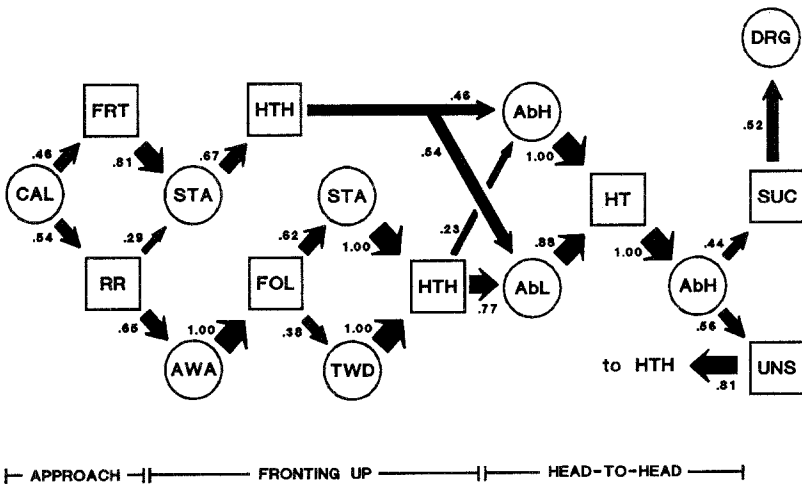 DRG
FRT
HTH
.46
AbH
.52
.46
.81
.67
.54
1.00
CAL
STA
STA
HT
SUC
.54
.29
.62
1.00
.23
.88
1.00
.44
RR
FOL
HTH
AbL
AbH
.65
1.00
.38
1.00
.77
.56
AWA
TWD
to HTH
.81
UNS
APPROACH
FRONTING UP
HEAD-TO-HEAD